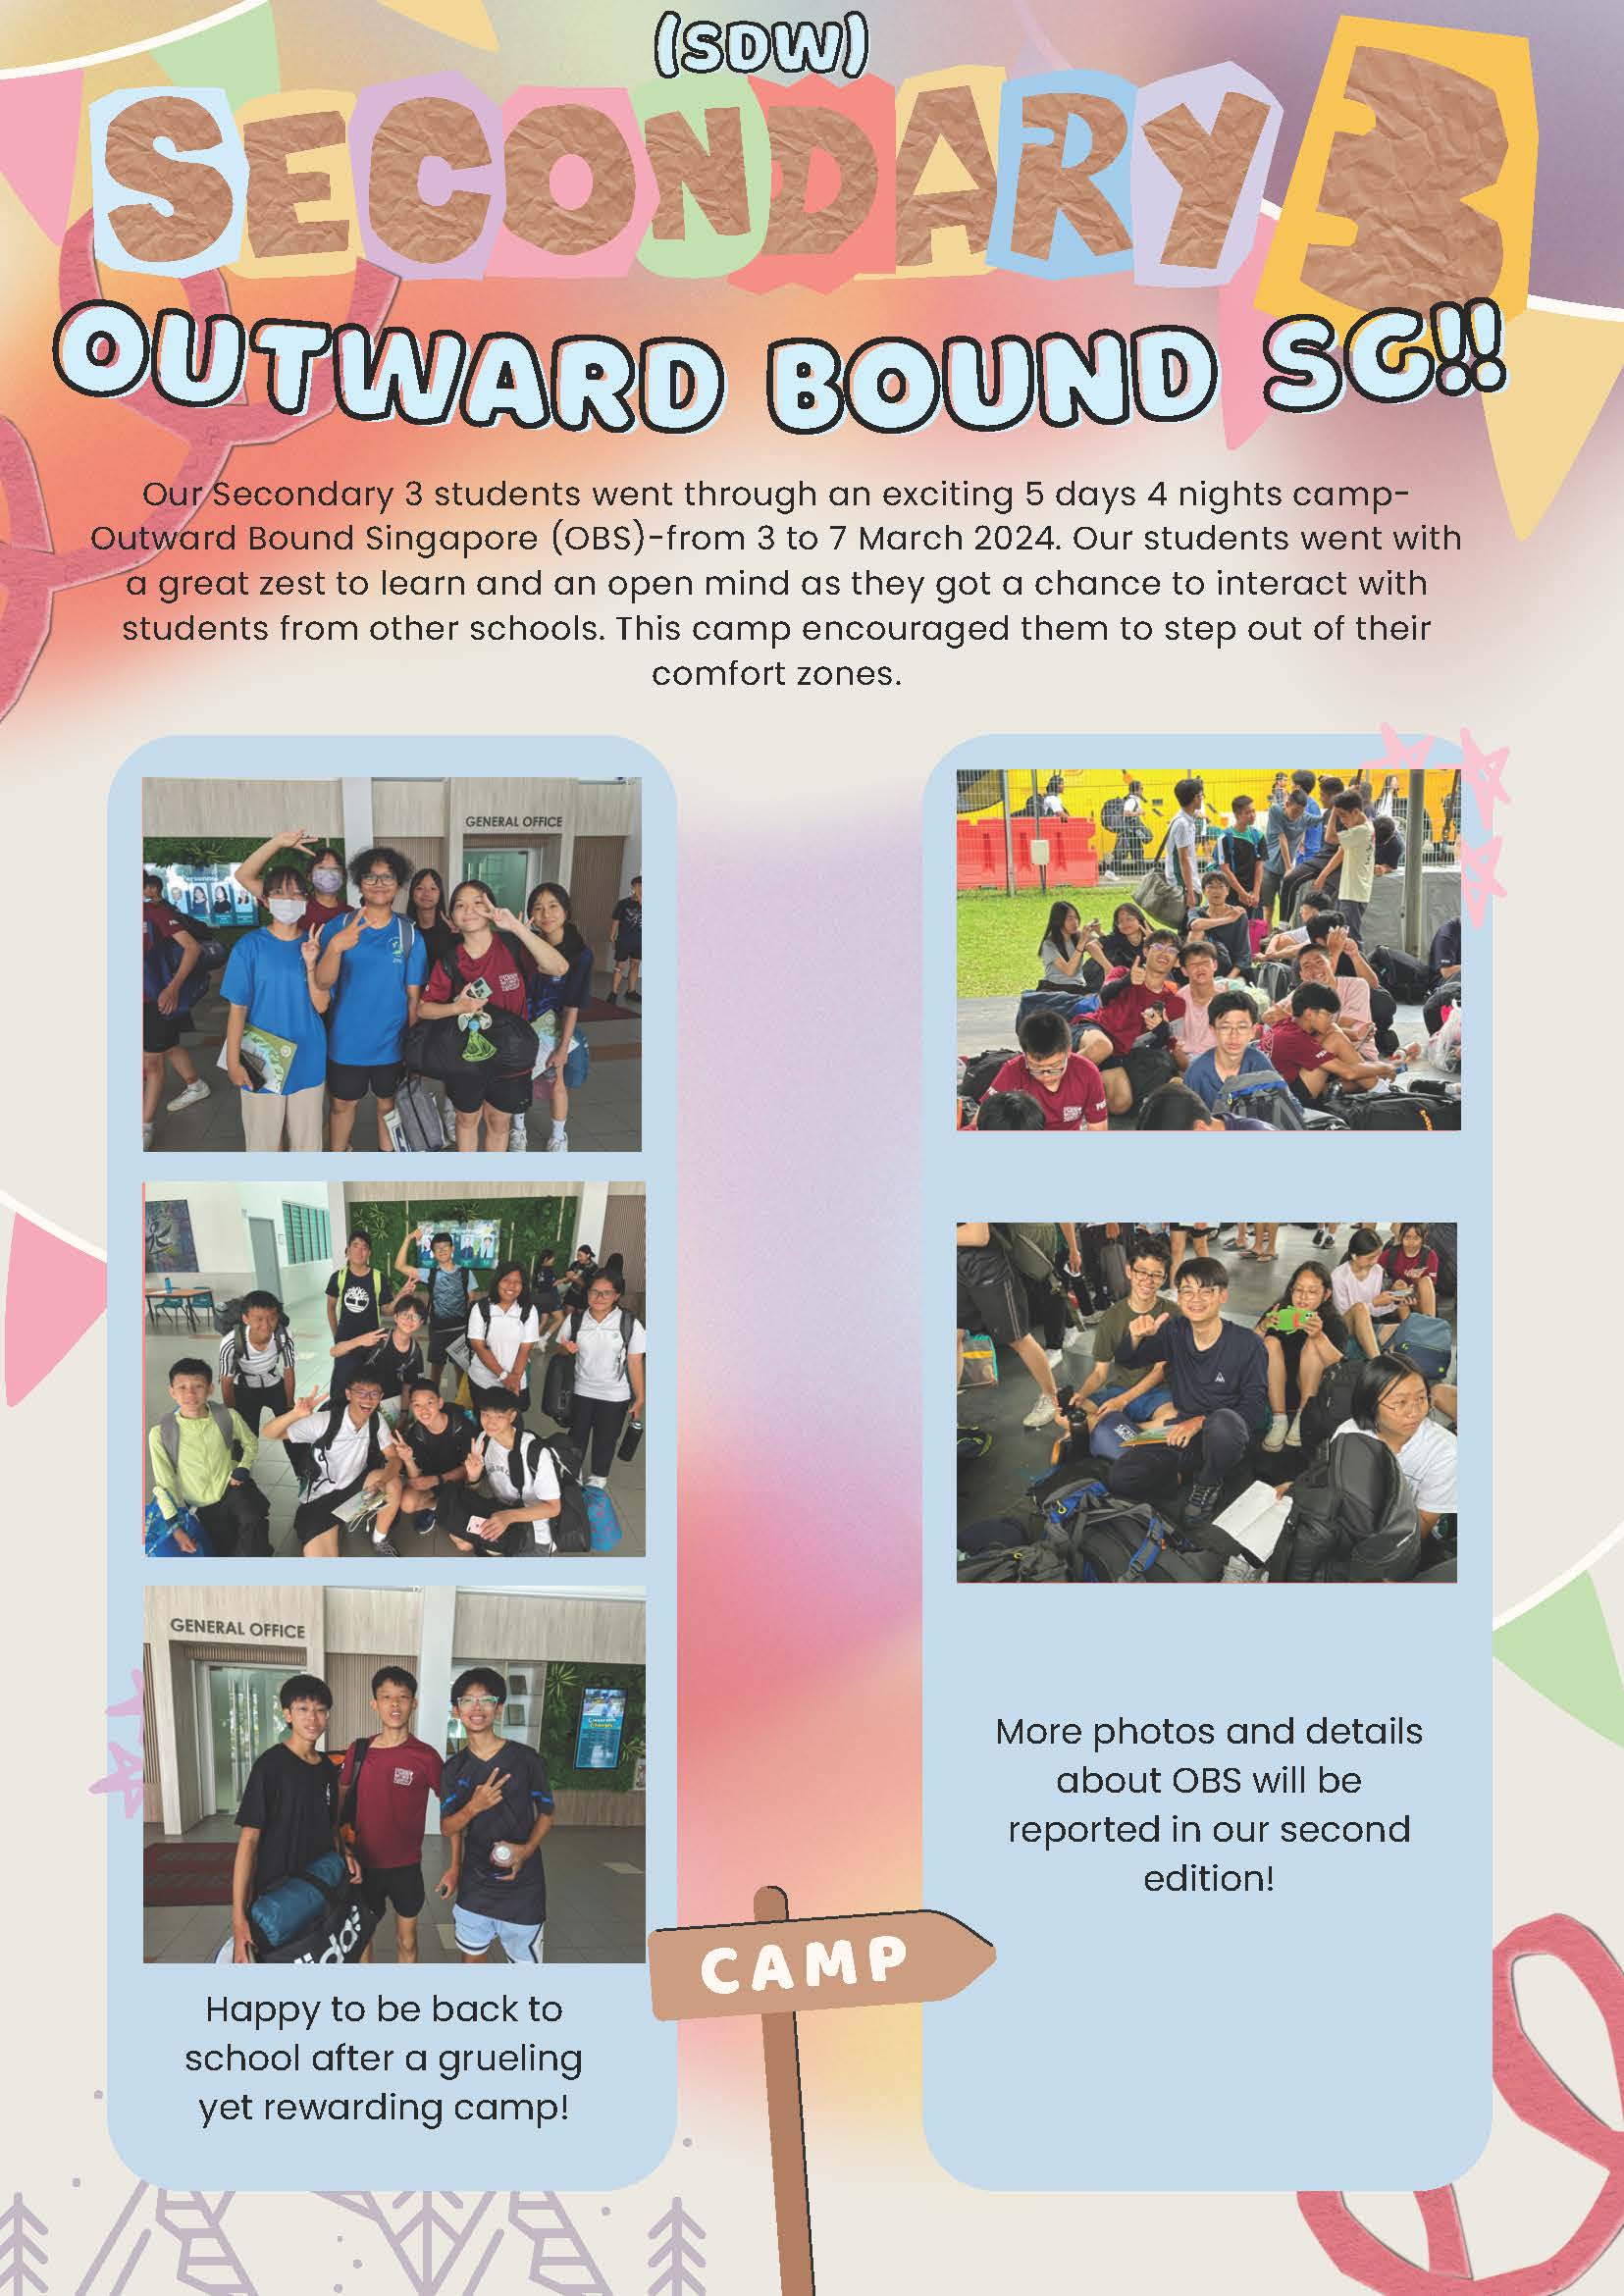 (SDW)
SECONDARY 3
OUTWARD BOUND SG!!
Our Secondary 3 students went through an exciting 5 days 4 nights camp-
Outward Bound Singapore (OBS)-from 3 to 7 March 2024. Our students went with
a great zest to learn and an open mind as they got a chance to interact with
students from other schools. This camp encouraged them to step out of their
comfort zones.
GENERAL OFFICE
GENERAL OFFICE
adidas
Happy to be back to
school after a grueling
yet rewarding camp!
More photos and details
about OBS will be
reported in our second
edition!
CAMP